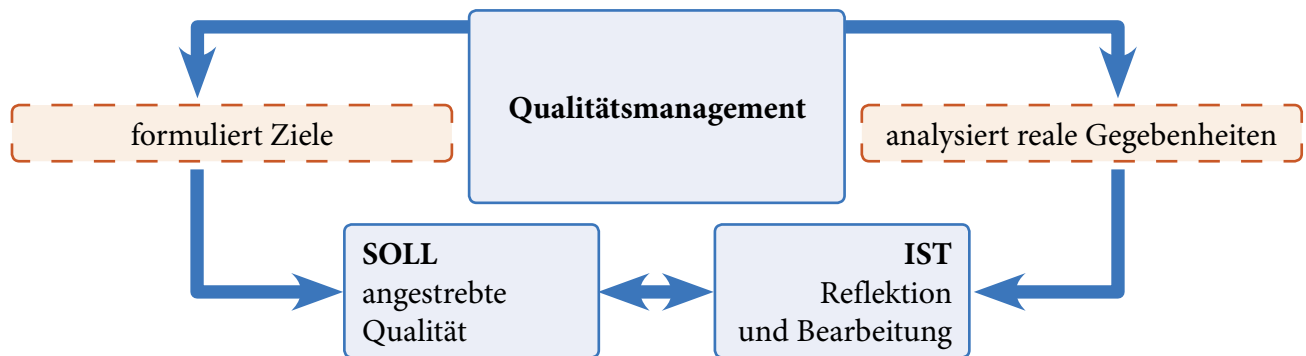 Qualitätsmanagement
formuliert Ziele
analysiert reale Gegebenheiten
SOLL
angestrebte
Qualität
IST
Reflektion
und Bearbeitung